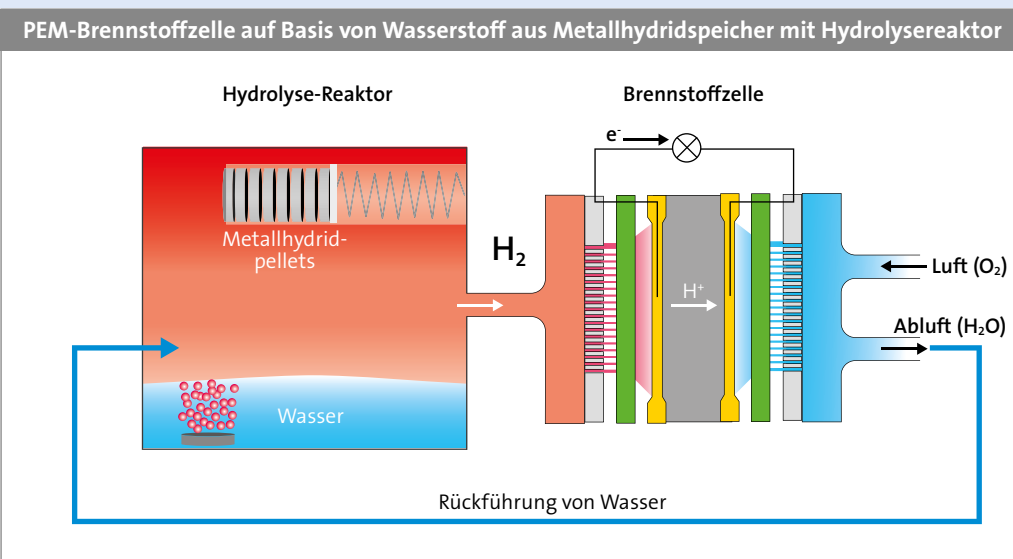 PEM-Brennstoffzelle auf Basis von Wasserstoff aus Metallhydridspeicher mit Hydrolysereaktor
Hydrolyse-Reaktor
Brennstoffzelle
e⁻
Metallhydrid-
pellets
H₂
H⁺
Luft (O₂)
Abluft (H₂O)
Wasser
Rückführung von Wasser